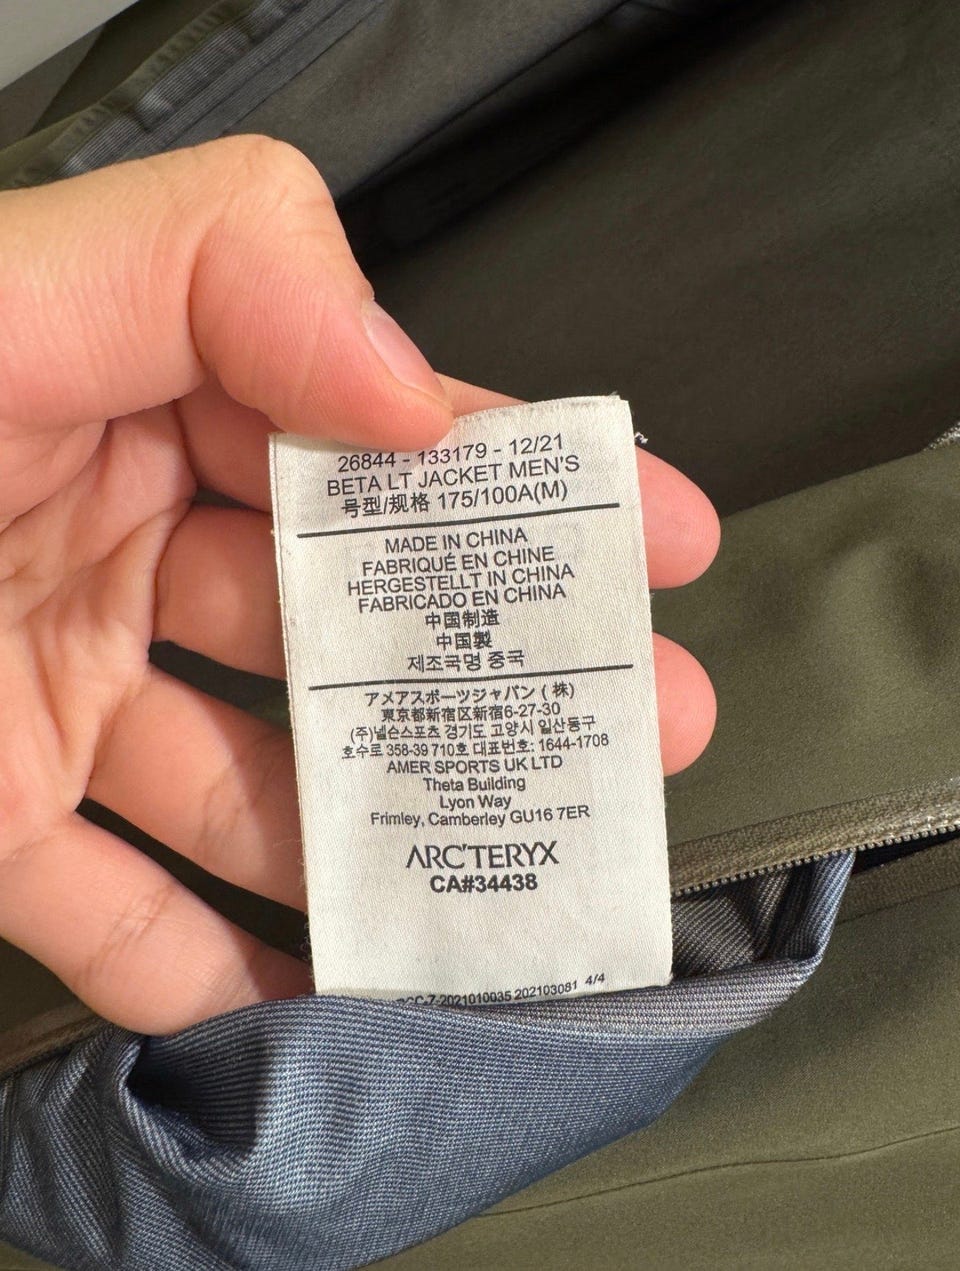 26844 - 133179 - 12/21
BETA LT JACKET MEN'S
号型/规格 175/100A(M)
MADE IN CHINA
FABRIQUÉ EN CHINE
HERGESTELLT IN CHINA
FABRICADO EN CHINA
中国制造
中国製
제조국명 중국
アメアスポーツジャパン ( 株)
東京都新宿区新宿6-27-30
(주)넬슨스포츠 경기도 고양시 일산동구
호수로 358-39 710호 대표번호: 1644-1708
AMER SPORTS UK LTD
Theta Building
Lyon Way
Frimley, Camberley GU16 7ER
ARC'TERYX
CA#34438
202103081 4/4